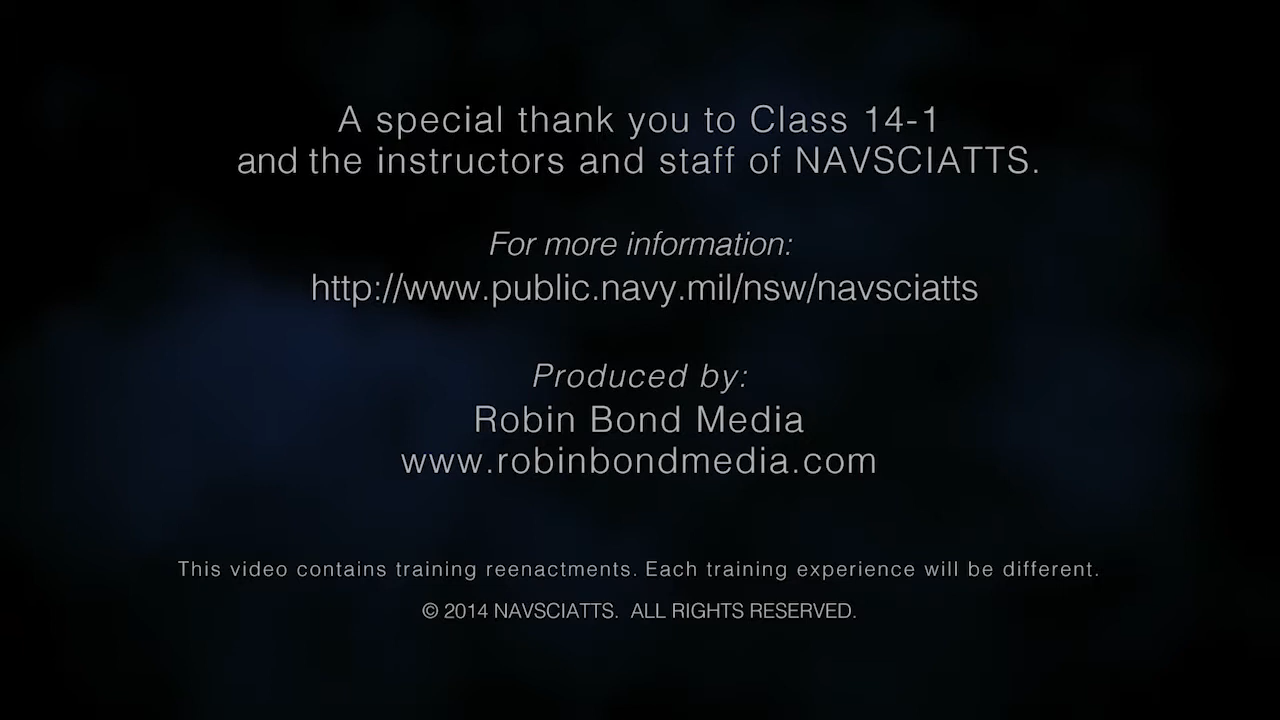 A special thank you to Class 14-1
and the instructors and staff of NAVSCIATTS.
For more information:
http://www.public.navy.mil/nsw/navsciatts
Produced by:
Robin Bond Media
www.robinbondmedia.com
This video contains training reenactments. Each training experience will be different.
© 2014 NAVSCIATTS. ALL RIGHTS RESERVED.